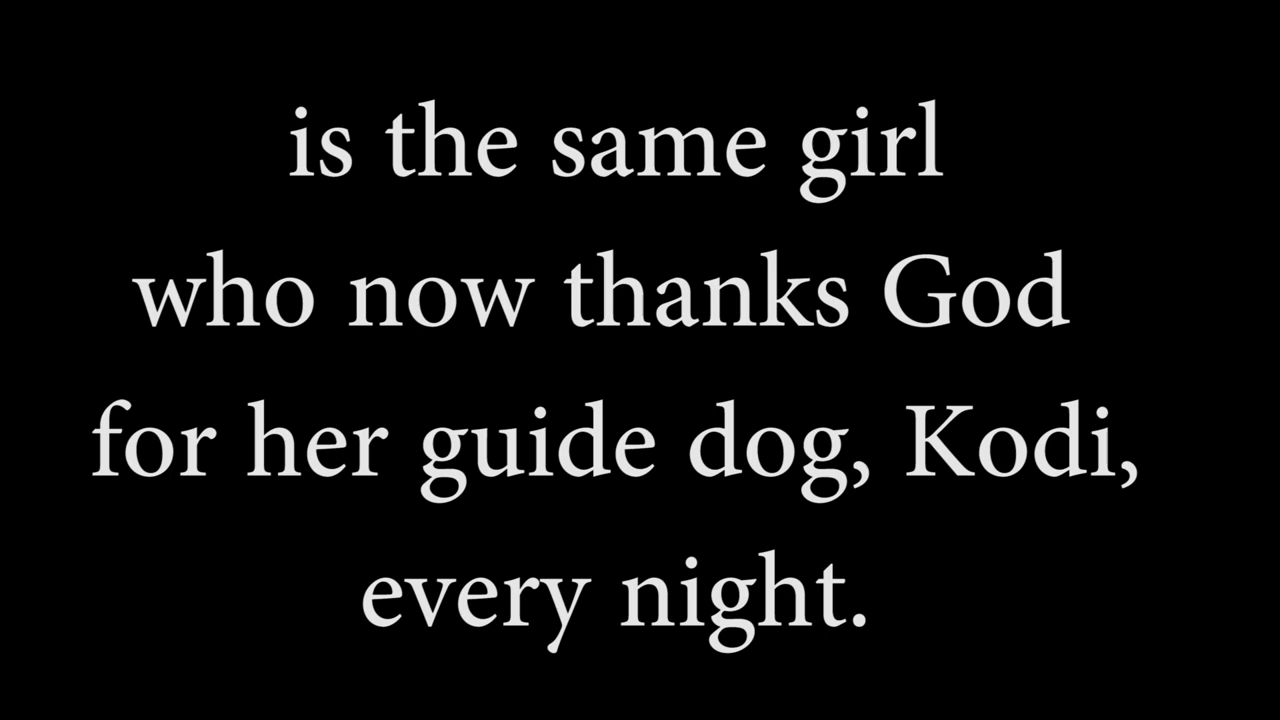 is the same girl
who now thanks God
for her guide dog, Kodi,
every night.